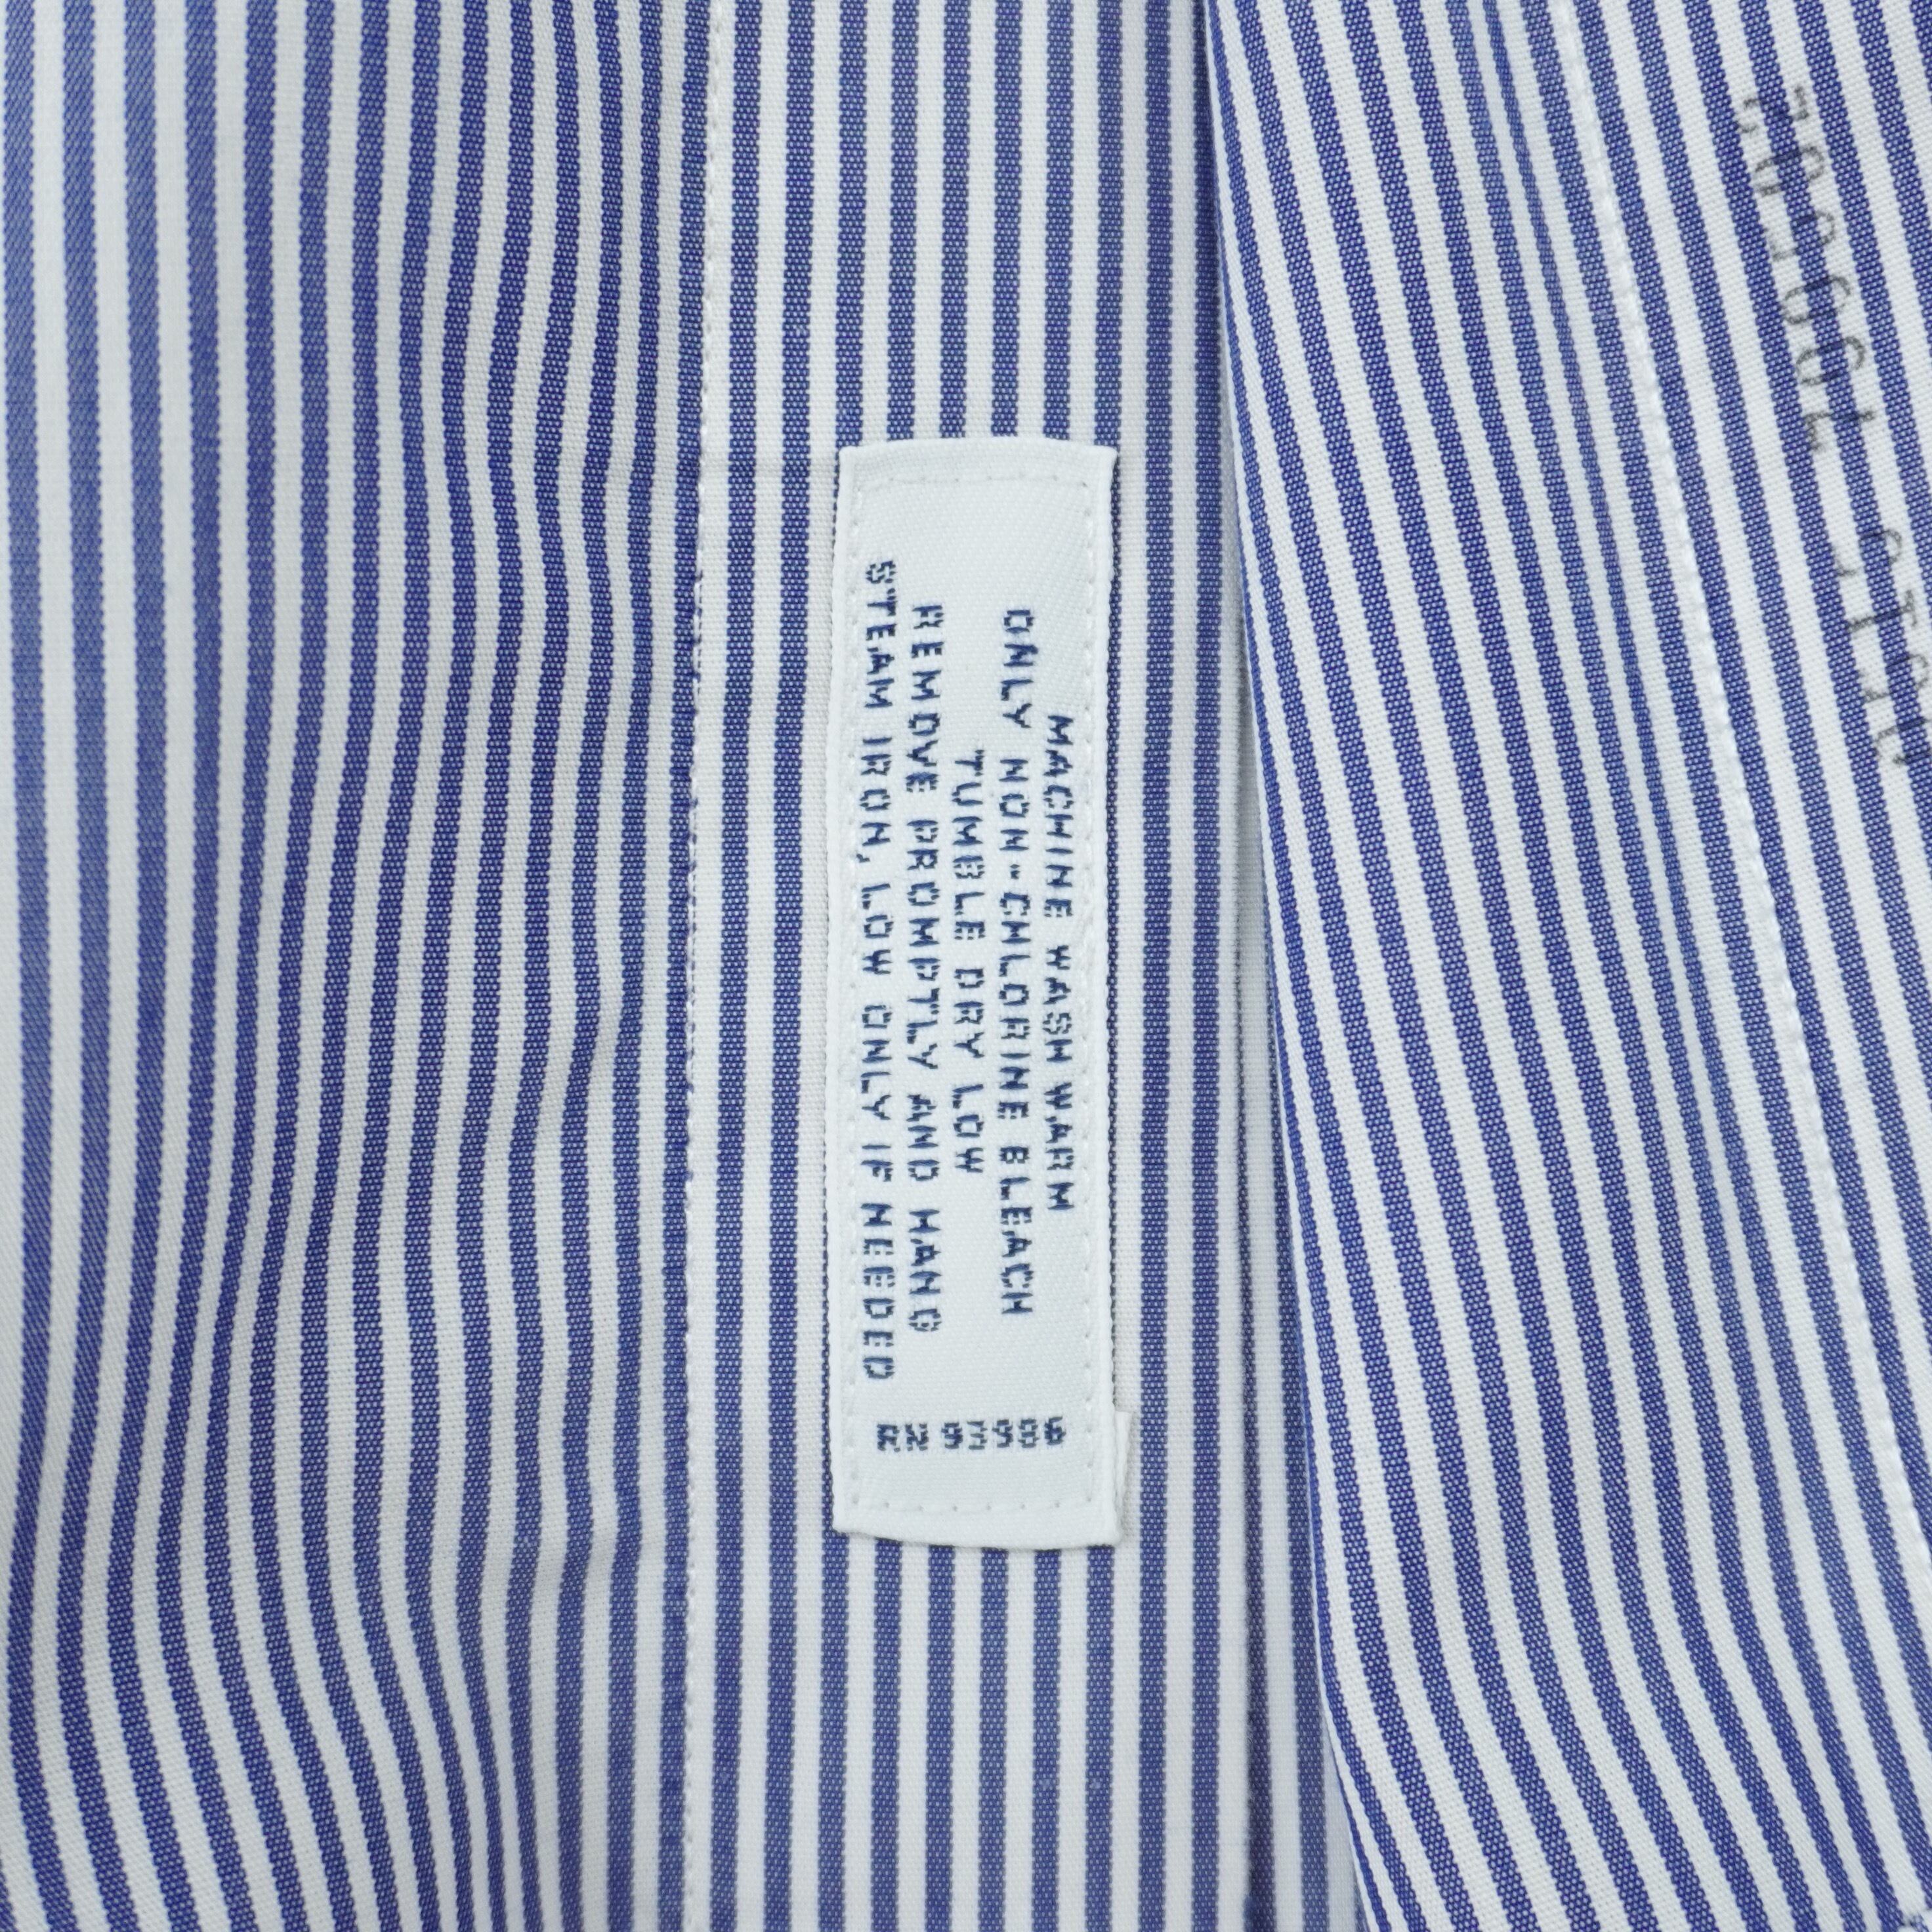 MACHINE WASH WARM
ONLY NON-CHLORINE BLEACH
TUMBLE DRY LOW
REMOVE PROMPTLY AND HANG
STEAM IRON, LOW ONLY IF NEEDED
RN 93986